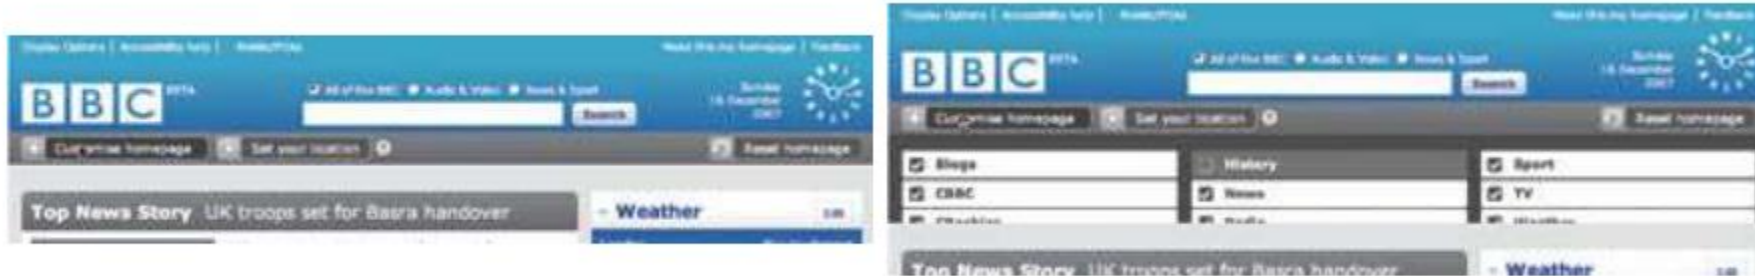 Display Options | Accessibility help | Mobile/PDAs
Make this my homepage | Feedback
BBC BETA
All of the BBC Audio & Video News & Sport
Search
Sunday
16 December
2007
Customise homepage
Set your location
Reset homepage
Top News Story UK troops set for Basra handover
Weather
Edit
Display Options | Accessibility help | Mobile/PDAs
Make this my homepage | Feedback
BBC BETA
All of the BBC Audio & Video News & Sport
Search
Sunday
16 December
2007
Customise homepage
Set your location
Reset homepage
Blogs
History
Sport
CBBC
News
TV
CBeebies
Radio
Weather
Top News Story UK troops set for Basra handover
Weather
Edit